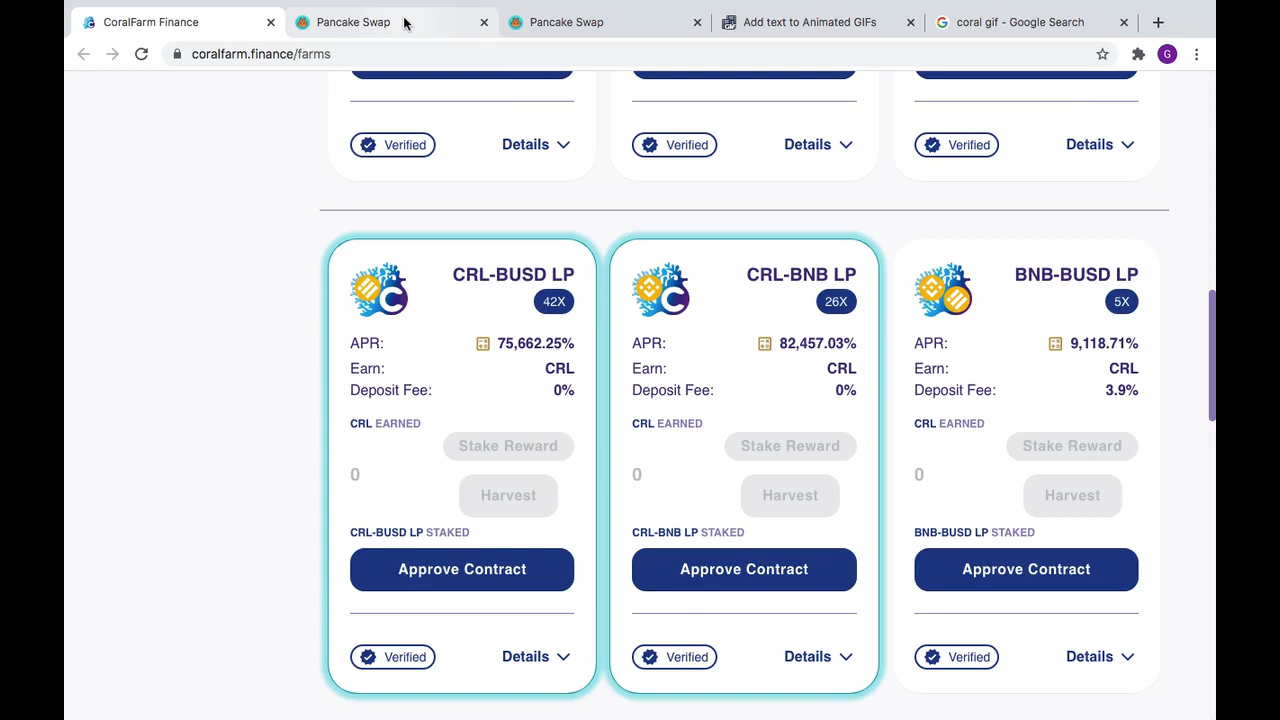 CoralFarm Finance
Pancake Swap
Pancake Swap
Add text to Animated GIFs
coral gif - Google Search
coralfarm.finance/farms
G
Verified Details
Verified Details
Verified Details
CRL-BUSD LP
42X
APR: 75,662.25%
Earn: CRL
Deposit Fee: 0%
CRL EARNED
Stake Reward
0
Harvest
CRL-BUSD LP STAKED
Approve Contract
Verified Details
CRL-BNB LP
26X
APR: 82,457.03%
Earn: CRL
Deposit Fee: 0%
CRL EARNED
Stake Reward
0
Harvest
CRL-BNB LP STAKED
Approve Contract
Verified Details
BNB-BUSD LP
5X
APR: 9,118.71%
Earn: CRL
Deposit Fee: 3.9%
CRL EARNED
Stake Reward
0
Harvest
BNB-BUSD LP STAKED
Approve Contract
Verified Details